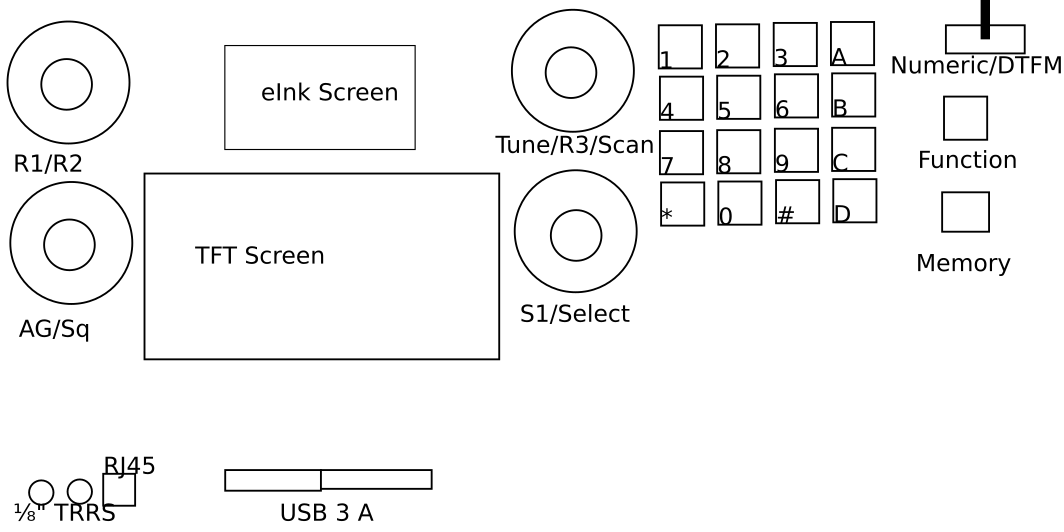 eInk Screen
R1/R2
Tune/R3/Scan
1 2 3 A
4 5 6 B
7 8 9 C
* 0 # D
Numeric/DTFM
Function
Memory
TFT Screen
AG/Sq
S1/Select
RJ45
⅛" TRRS
USB 3 A